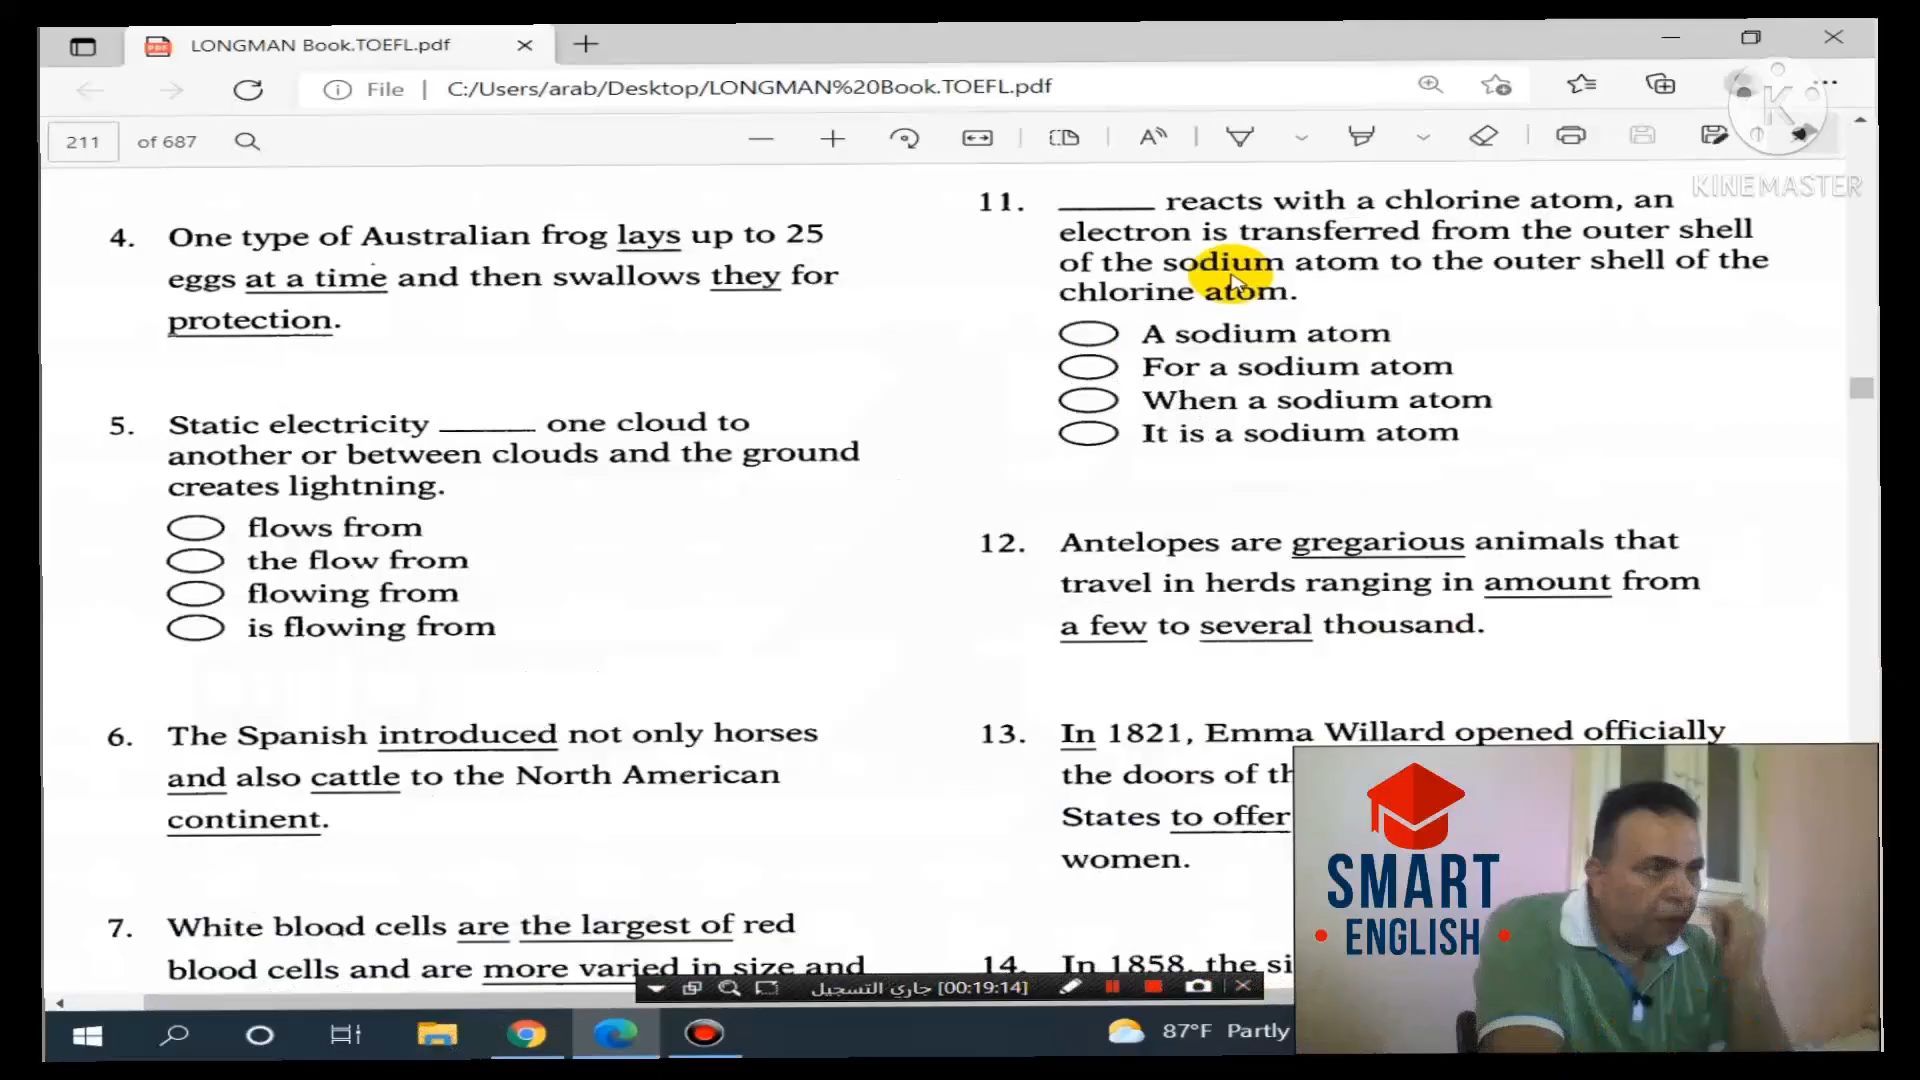 LONGMAN Book.TOEFL.pdf
File | C:/Users/arab/Desktop/LONGMAN%20Book.TOEFL.pdf
211 of 687
KINEMASTER
4. One type of Australian frog lays up to 25
eggs at a time and then swallows they for
protection.
5. Static electricity ______ one cloud to
another or between clouds and the ground
creates lightning.
flows from
the flow from
flowing from
is flowing from
6. The Spanish introduced not only horses
and also cattle to the North American
continent.
7. White blood cells are the largest of red
blood cells and are more varied in size and
11. ______ reacts with a chlorine atom, an
electron is transferred from the outer shell
of the sodium atom to the outer shell of the
chlorine atom.
A sodium atom
For a sodium atom
When a sodium atom
It is a sodium atom
12. Antelopes are gregarious animals that
travel in herds ranging in amount from
a few to several thousand.
13. In 1821, Emma Willard opened officially
the doors of th
States to offer
women.
14. In 1858, the si
SMART
• ENGLISH •
جاري التسجيل [00:19:14]
87°F Partly